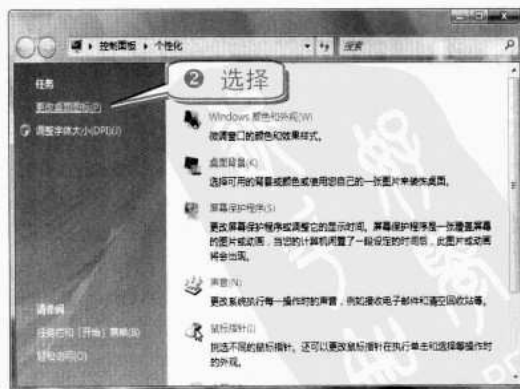 控制面板 ▸ 个性化
搜索
任务
更改桌面图标(P)
调整字体大小(DPI)(J)
❷ 选择
Windows 颜色和外观(W)
微调窗口的颜色和效果样式。
桌面背景(K)
选择可用的背景或颜色或使用您自己的一张图片来装饰桌面。
屏幕保护程序(S)
更改屏幕保护程序或调整它的显示时间。屏幕保护程序是一张覆盖屏幕
的图片或动画，当您的计算机闲置了一段设定的时间后，此图片或动画
将会出现。
声音(N)
更改系统执行每一操作时的声音，例如接收电子邮件和清空回收站等。
鼠标指针(I)
挑选不同的鼠标指针。还可以更改鼠标指针在执行单击和选择等操作时
的外观。
请参阅
任务栏和「开始」菜单(B)
轻松访问(O)